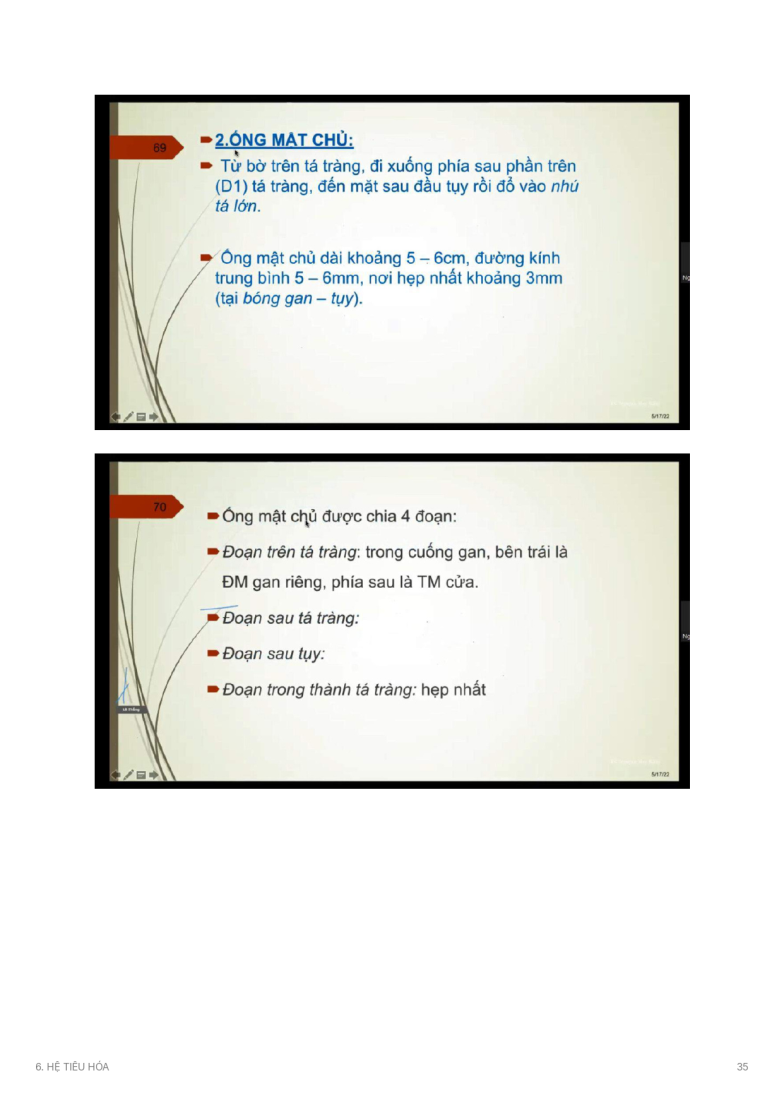 69
2.ỐNG MẬT CHỦ:
Từ bờ trên tá tràng, đi xuống phía sau phần trên
(D1) tá tràng, đến mặt sau đầu tụy rồi đổ vào nhú
tá lớn.
Ống mật chủ dài khoảng 5 – 6cm, đường kính
trung bình 5 – 6mm, nơi hẹp nhất khoảng 3mm
(tại bóng gan – tụy).
Ng
5/17/22
70
Ống mật chủ được chia 4 đoạn:
Đoạn trên tá tràng: trong cuống gan, bên trái là
ĐM gan riêng, phía sau là TM cửa.
Đoạn sau tá tràng:
Đoạn sau tụy:
Ng
Đoạn trong thành tá tràng: hẹp nhất
5/17/22
6. HỆ TIÊU HÓA
35